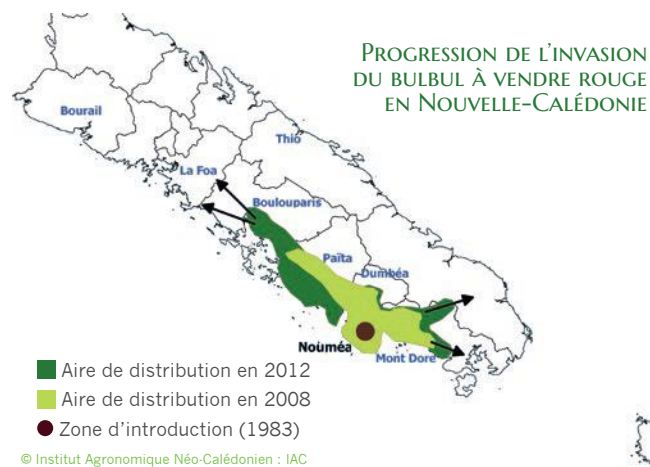 PROGRESSION DE L'INVASION
DU BULBUL À VENDRE ROUGE
EN NOUVELLE-CALÉDONIE
Bourail
Thio
La Foa
Boulouparis
Païta
Dumbéa
Nouméa
Mont Dore
Aire de distribution en 2012
Aire de distribution en 2008
Zone d'introduction (1983)
© Institut Agronomique Néo-Calédonien : IAC